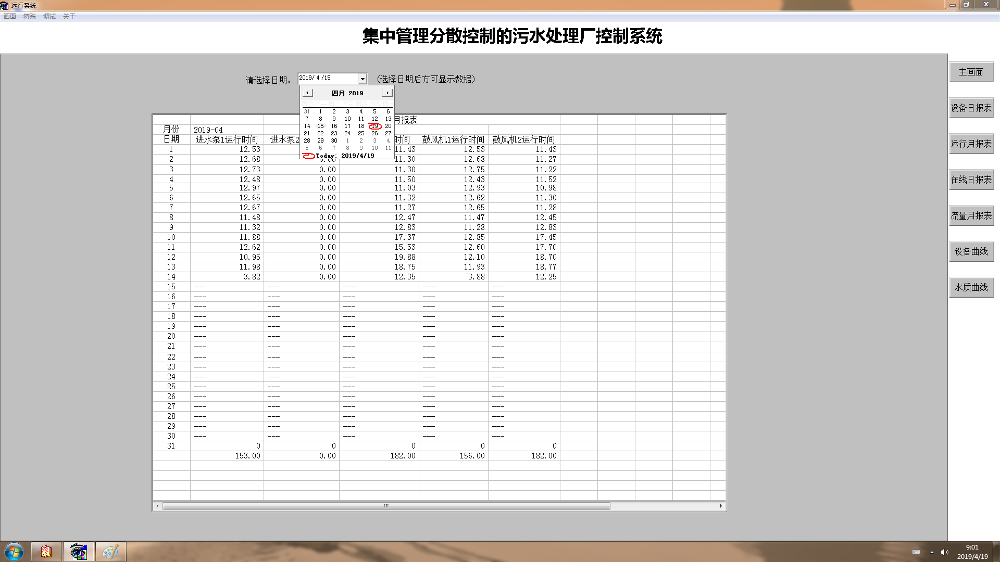 运行系统
画面 特殊 调试 关于
集中管理分散控制的污水处理厂控制系统
请选择日期： 2019/ 4 /15 （选择日期后方可显示数据）
四月 2019
31 1 2 3 4 5 6
7 8 9 10 11 12 13
14 15 16 17 18 19 20
21 22 23 24 25 26 27
28 29 30 1 2 3 4
5 6 7 8 9 10 11
Today: 2019/4/19
月报表
月份 2019-04
日期 进水泵1运行时间 进水泵2 时间 鼓风机1运行时间 鼓风机2运行时间
1 12.53 11.43 12.53 11.43
2 12.68 0.00 11.30 12.68 11.27
3 12.73 0.00 11.30 12.75 11.22
4 12.48 0.00 11.50 12.43 11.52
5 12.97 0.00 11.03 12.93 10.98
6 12.65 0.00 11.32 12.62 11.30
7 12.67 0.00 11.27 12.65 11.28
8 11.48 0.00 12.47 11.47 12.45
9 11.32 0.00 12.83 11.28 12.83
10 11.88 0.00 17.37 12.85 17.45
11 12.62 0.00 15.53 12.60 17.70
12 10.95 0.00 19.88 12.10 18.70
13 11.98 0.00 18.75 11.93 18.77
14 3.82 0.00 12.35 3.88 12.25
15 --- --- --- --- ---
16 --- --- --- --- ---
17 --- --- --- --- ---
18 --- --- --- --- ---
19 --- --- --- --- ---
20 --- --- --- --- ---
21 --- --- --- --- ---
22 --- --- --- --- ---
23 --- --- --- --- ---
24 --- --- --- --- ---
25 --- --- --- --- ---
26 --- --- --- --- ---
27 --- --- --- --- ---
28 --- --- --- --- ---
29 --- --- --- --- ---
30 --- --- --- --- ---
31 0 0 0 0 0
153.00 0.00 182.00 156.00 182.00
主画面
设备日报表
运行月报表
在线日报表
流量月报表
设备曲线
水质曲线
9:01
2019/4/19